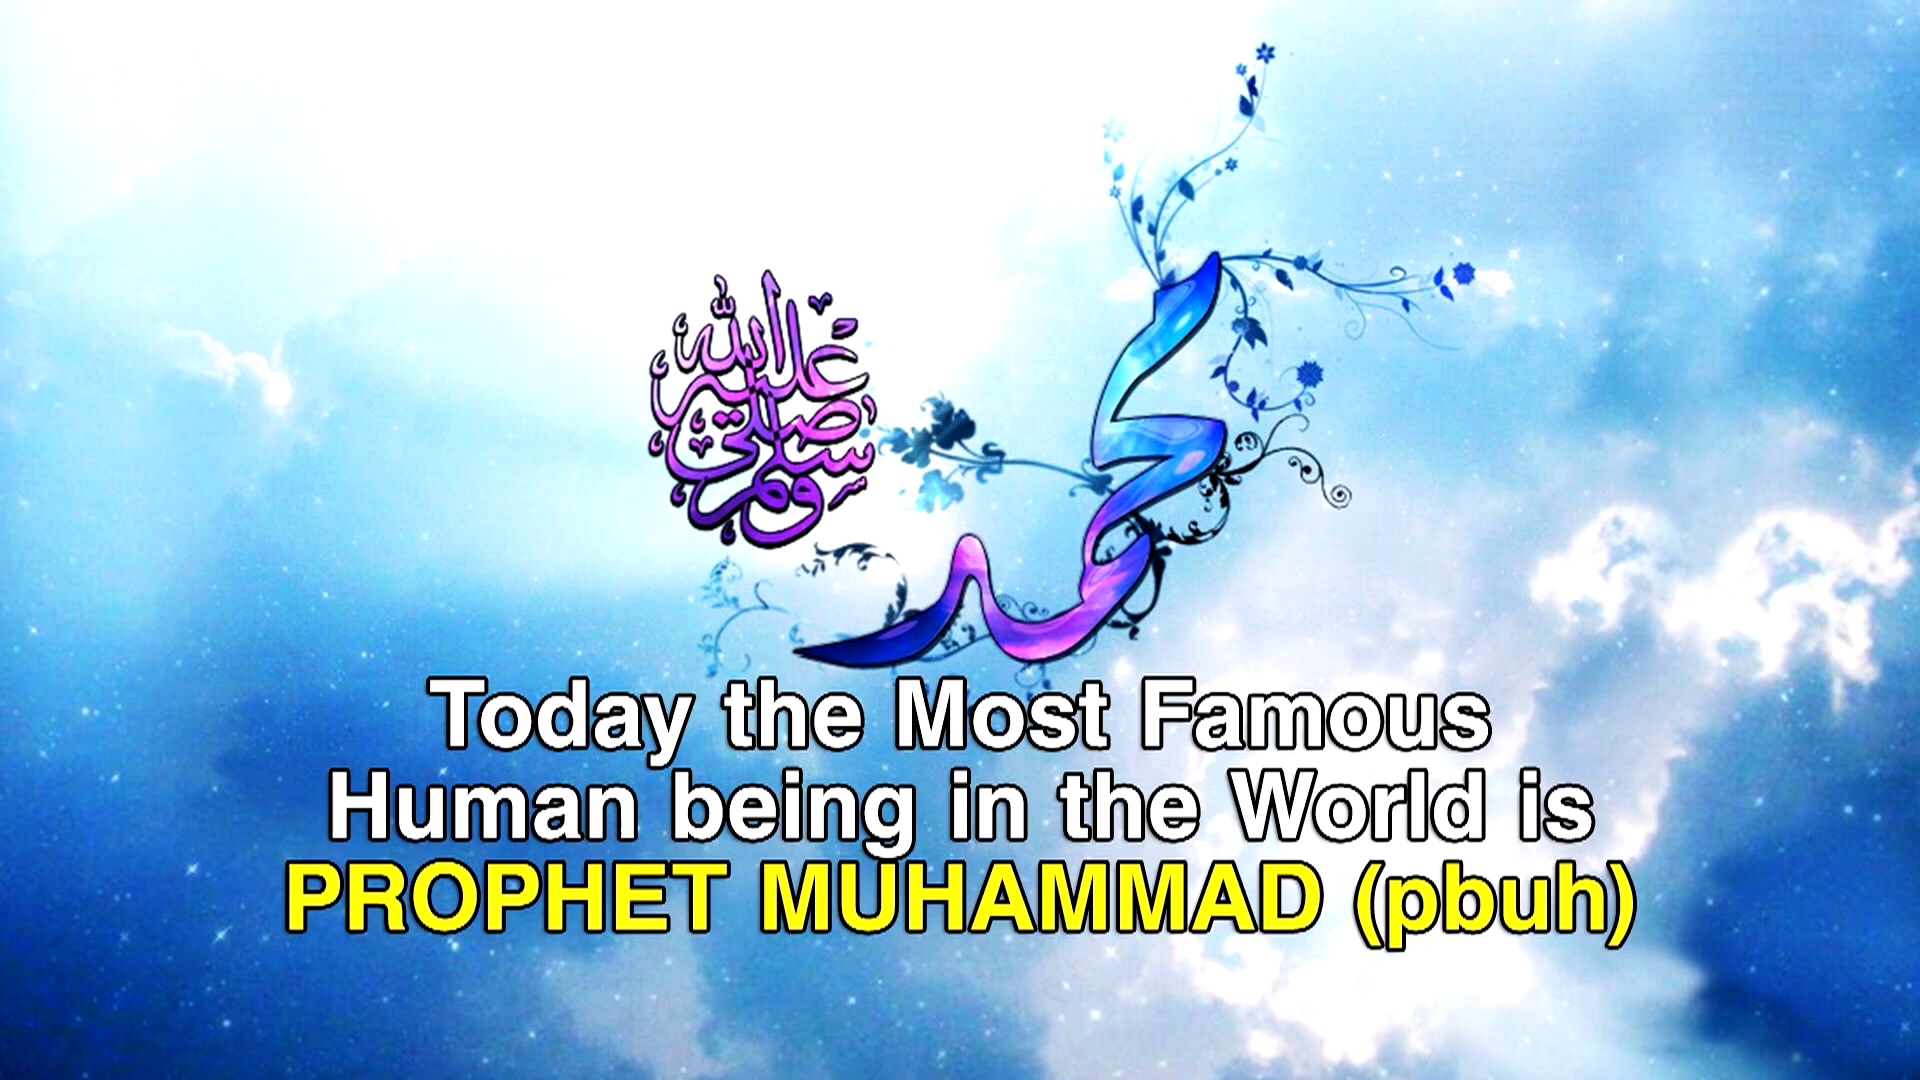 محمد
صلى الله عليه وسلم
Today the Most Famous
Human being in the World is
PROPHET MUHAMMAD (pbuh)